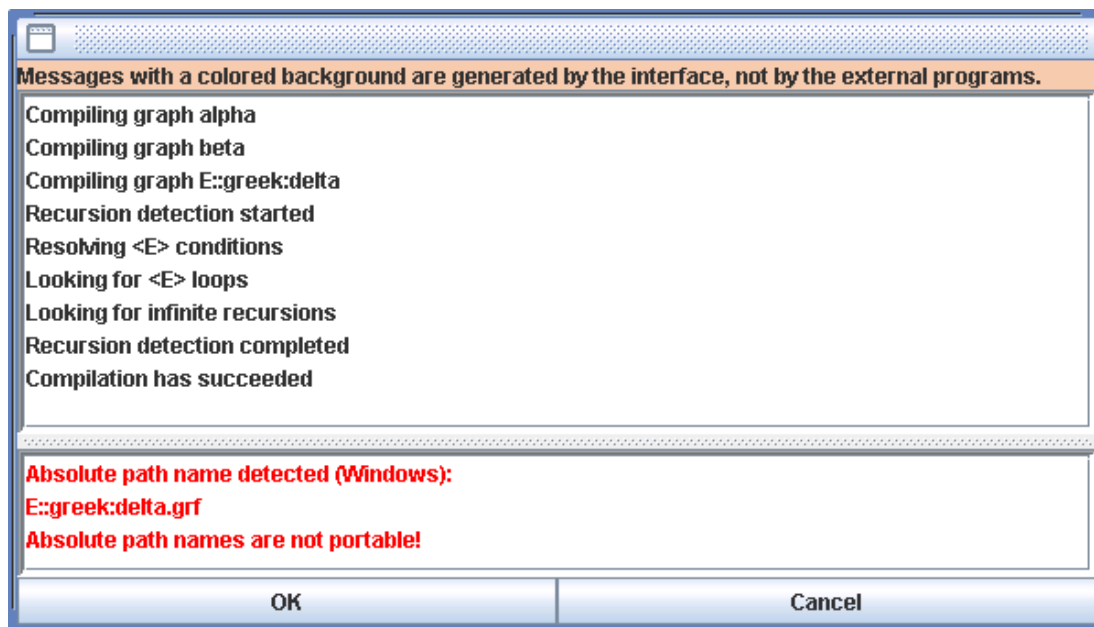 Messages with a colored background are generated by the interface, not by the external programs.
Compiling graph alpha
Compiling graph beta
Compiling graph E::greek:delta
Recursion detection started
Resolving <E> conditions
Looking for <E> loops
Looking for infinite recursions
Recursion detection completed
Compilation has succeeded
Absolute path name detected (Windows):
E::greek:delta.grf
Absolute path names are not portable!
OK Cancel